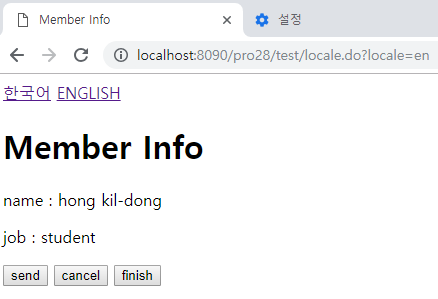 Member Info
설정
localhost:8090/pro28/test/locale.do?locale=en
한국어 ENGLISH
Member Info
name : hong kil-dong
job : student
send cancel finish